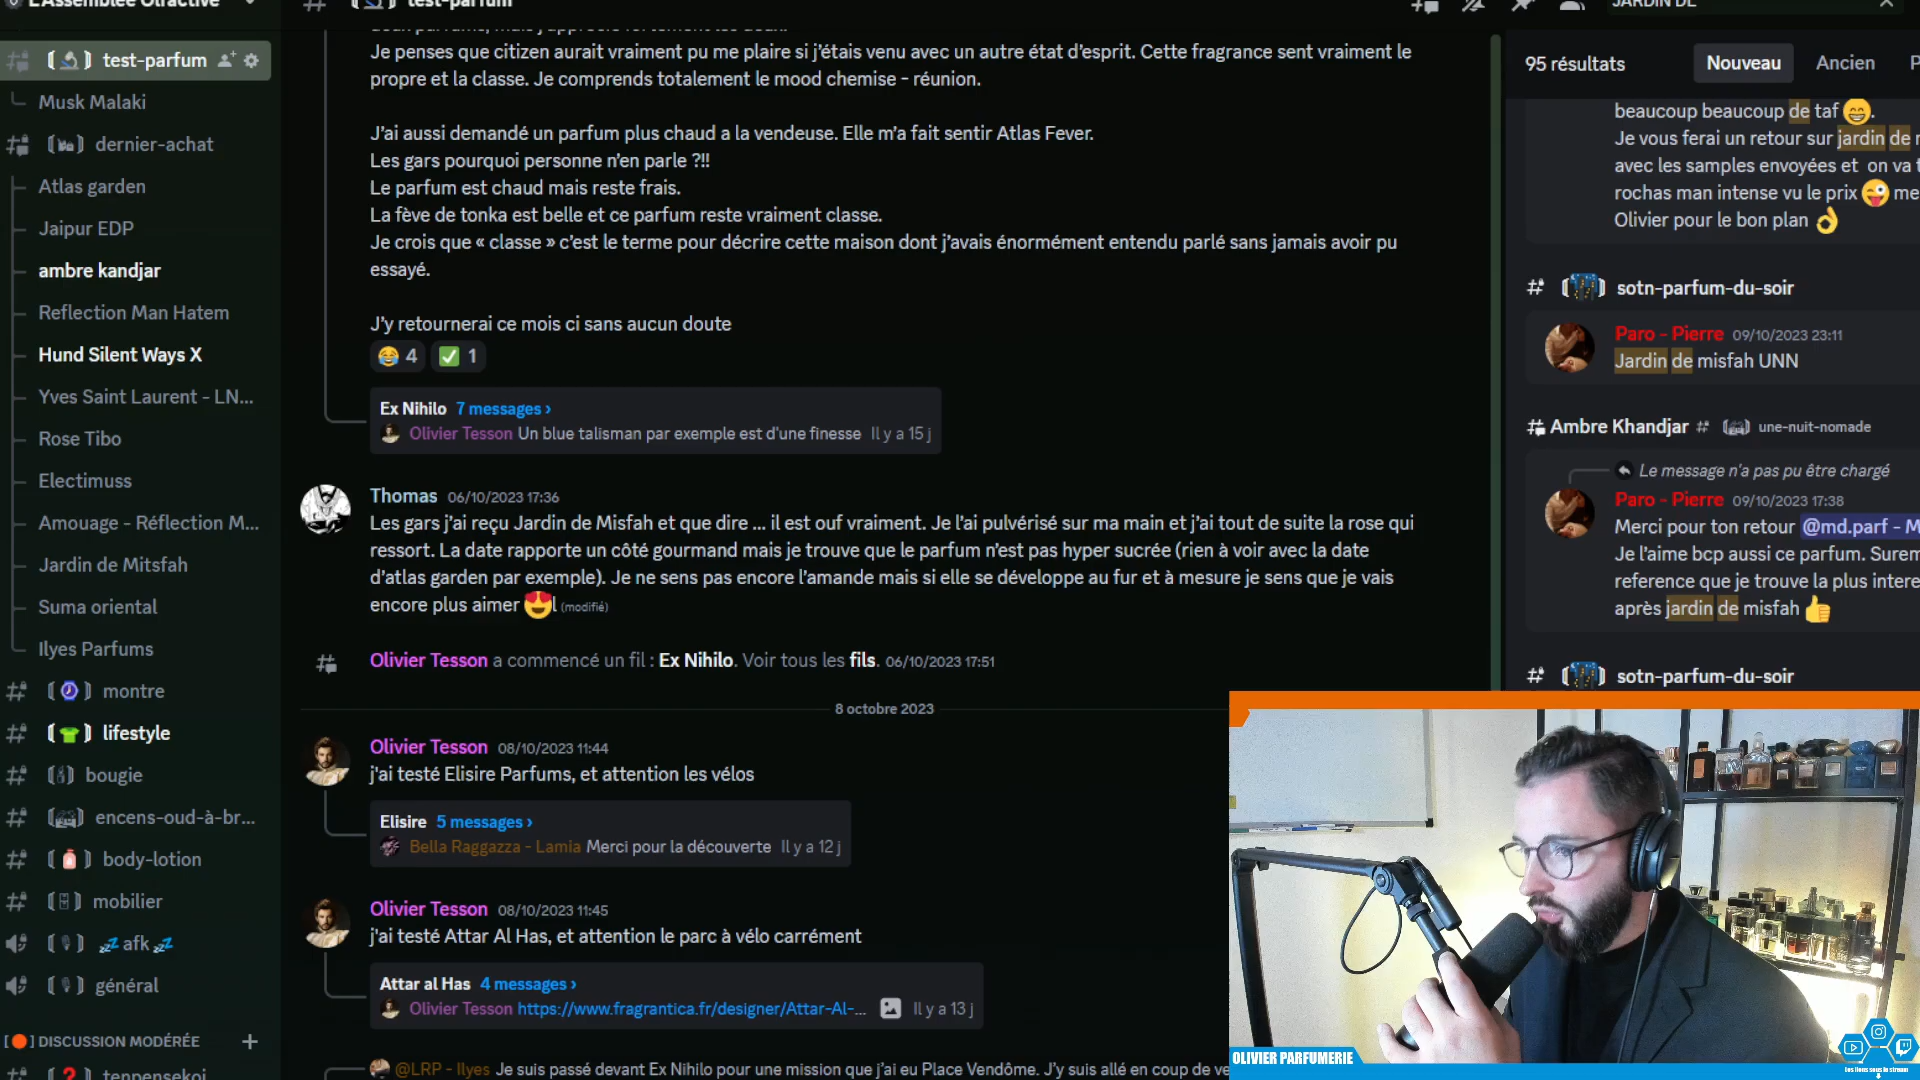 L'Assemblée Olfactive
test-parfum
Musk Malaki
dernier-achat
Atlas garden
Jaipur EDP
ambre kandjar
Reflection Man Hatem
Hund Silent Ways X
Yves Saint Laurent - LN...
Rose Tibo
Electimuss
Amouage - Réflection M...
Jardin de Mitsfah
Suma oriental
Ilyes Parfums
montre
lifestyle
bougie
encens-oud-à-br...
body-lotion
mobilier
afk
général
DISCUSSION MODÉRÉE
tenpensekoi
test-parfum
Je penses que citizen aurait vraiment pu me plaire si j'étais venu avec un autre état d'esprit. Cette fragrance sent vraiment le
propre et la classe. Je comprends totalement le mood chemise - réunion.
J'ai aussi demandé un parfum plus chaud a la vendeuse. Elle m'a fait sentir Atlas Fever.
Les gars pourquoi personne n'en parle ?!!
Le parfum est chaud mais reste frais.
La fève de tonka est belle et ce parfum reste vraiment classe.
Je crois que « classe » c'est le terme pour décrire cette maison dont j'avais énormément entendu parlé sans jamais avoir pu
essayé.
J'y retournerai ce mois ci sans aucun doute
😂 4 ✅ 1
Ex Nihilo 7 messages ›
Olivier Tesson Un blue talisman par exemple est d'une finesse Il y a 15 j
Thomas 06/10/2023 17:36
Les gars j'ai reçu Jardin de Misfah et que dire ... il est ouf vraiment. Je l'ai pulvérisé sur ma main et j'ai tout de suite la rose qui
ressort. La date rapporte un côté gourmand mais je trouve que le parfum n'est pas hyper sucrée (rien à voir avec la date
d'atlas garden par exemple). Je ne sens pas encore l'amande mais si elle se développe au fur et à mesure je sens que je vais
encore plus aimer 😍l (modifié)
Olivier Tesson a commencé un fil : Ex Nihilo. Voir tous les fils. 06/10/2023 17:51
8 octobre 2023
Olivier Tesson 08/10/2023 11:44
j'ai testé Elisire Parfums, et attention les vélos
Elisire 5 messages ›
Bella Raggazza - Lamia Merci pour la découverte Il y a 12 j
Olivier Tesson 08/10/2023 11:45
j'ai testé Attar Al Has, et attention le parc à vélo carrément
Attar al Has 4 messages ›
Olivier Tesson https://www.fragrantica.fr/designer/Attar-Al-... Il y a 13 j
@LRP - Ilyes Je suis passé devant Ex Nihilo pour une mission que j'ai eu Place Vendôme. J'y suis allé en coup de ve
JARDIN DE
95 résultats Nouveau Ancien P
beaucoup beaucoup de taf 😁.
Je vous ferai un retour sur jardin de
avec les samples envoyées et on va
rochas man intense vu le prix 😜 me
Olivier pour le bon plan 👌
sotn-parfum-du-soir
Paro - Pierre 09/10/2023 23:11
Jardin de misfah UNN
Ambre Khandjar une-nuit-nomade
Le message n'a pas pu être chargé
Paro - Pierre 09/10/2023 17:38
Merci pour ton retour @md.parf - M
Je l'aime bcp aussi ce parfum. Surem
reference que je trouve la plus intere
après jardin de misfah 👍
sotn-parfum-du-soir
OLIVIER PARFUMERIE